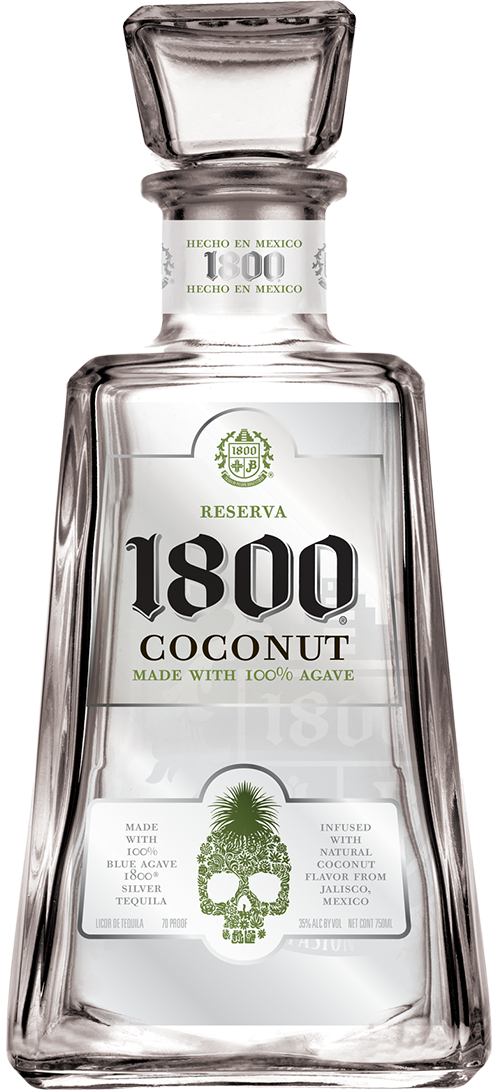 HECHO EN MEXICO
1800
HECHO EN MEXICO
1800
RESERVA
1800®
COCONUT
MADE WITH 100% AGAVE
MADE
WITH
100%
BLUE AGAVE
1800®
SILVER
TEQUILA
LICOR DE TEQUILA 70 PROOF
INFUSED
WITH
NATURAL
COCONUT
FLAVOR FROM
JALISCO,
MEXICO
35% ALC BY VOL NET CONT 750ML